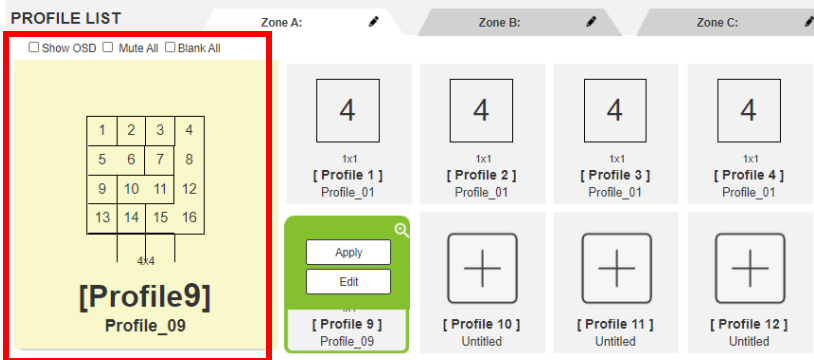 PROFILE LIST
Zone A:
Zone B:
Zone C:
Show OSD Mute All Blank All
1 2 3 4
5 6 7 8
9 10 11 12
13 14 15 16
4x4
[Profile9]
Profile_09
4 4 4 4
1x1 1x1 1x1 1x1
[ Profile 1 ] [ Profile 2 ] [ Profile 3 ] [ Profile 4 ]
Profile_01 Profile_01 Profile_01 Profile_01
Apply
Edit
[ Profile 9 ] [ Profile 10 ] [ Profile 11 ] [ Profile 12 ]
Profile_09 Untitled Untitled Untitled